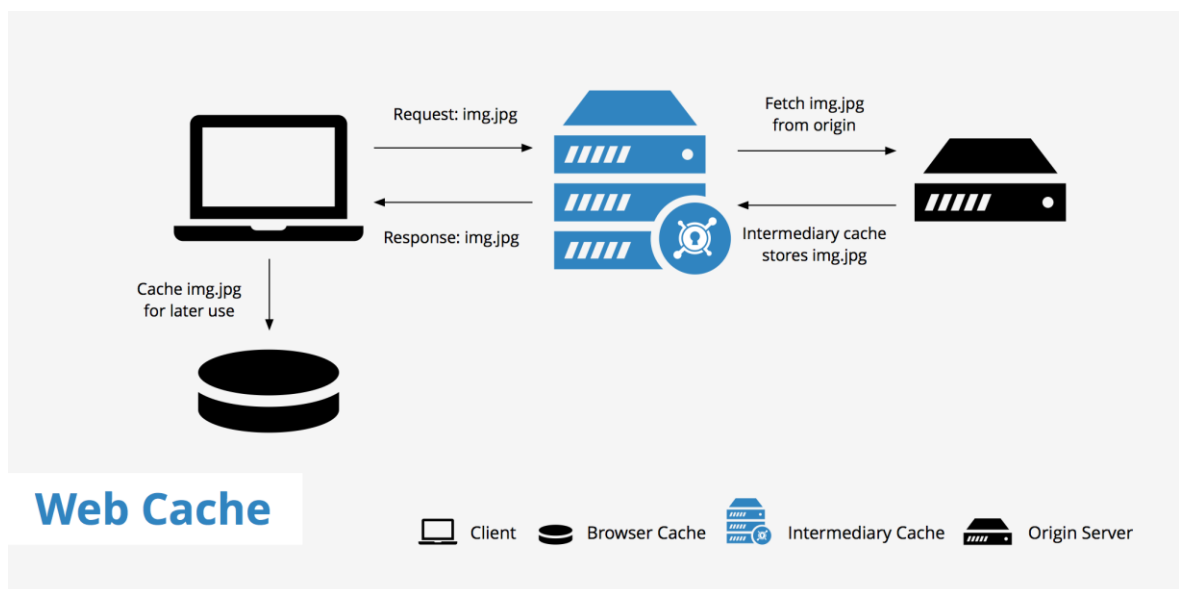 Request: img.jpg
Fetch img.jpg
from origin
Response: img.jpg
Intermediary cache
stores img.jpg
Cache img.jpg
for later use
Web Cache
Client
Browser Cache
Intermediary Cache
Origin Server